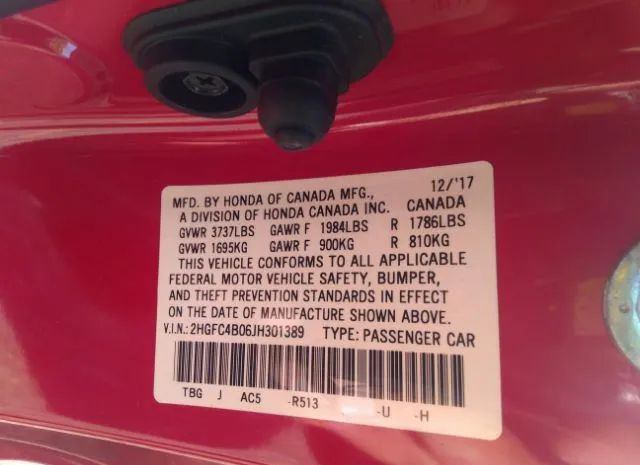 MFD. BY HONDA OF CANADA MFG., 12/'17
A DIVISION OF HONDA CANADA INC. CANADA
GVWR 3737LBS GAWR F 1984LBS R 1786LBS
GVWR 1695KG GAWR F 900KG R 810KG
THIS VEHICLE CONFORMS TO ALL APPLICABLE
FEDERAL MOTOR VEHICLE SAFETY, BUMPER,
AND THEFT PREVENTION STANDARDS IN EFFECT
ON THE DATE OF MANUFACTURE SHOWN ABOVE.
V.I.N.: 2HGFC4B06JH301389 TYPE: PASSENGER CAR
TBG J AC5 -R513 -U -H